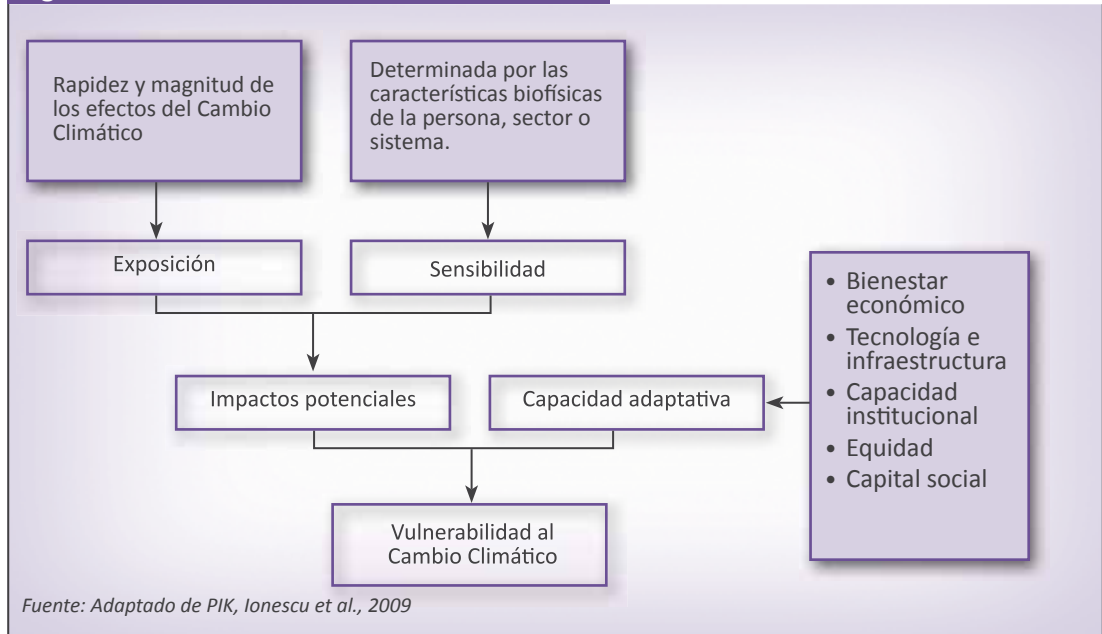 Rapidez y magnitud de
los efectos del Cambio
Climático
Determinada por las
características biofísicas
de la persona, sector o
sistema.
Exposición
Sensibilidad
• Bienestar
económico
• Tecnología e
infraestructura
• Capacidad
institucional
• Equidad
• Capital social
Impactos potenciales
Capacidad adaptativa
Vulnerabilidad al
Cambio Climático
Fuente: Adaptado de PIK, Ionescu et al., 2009